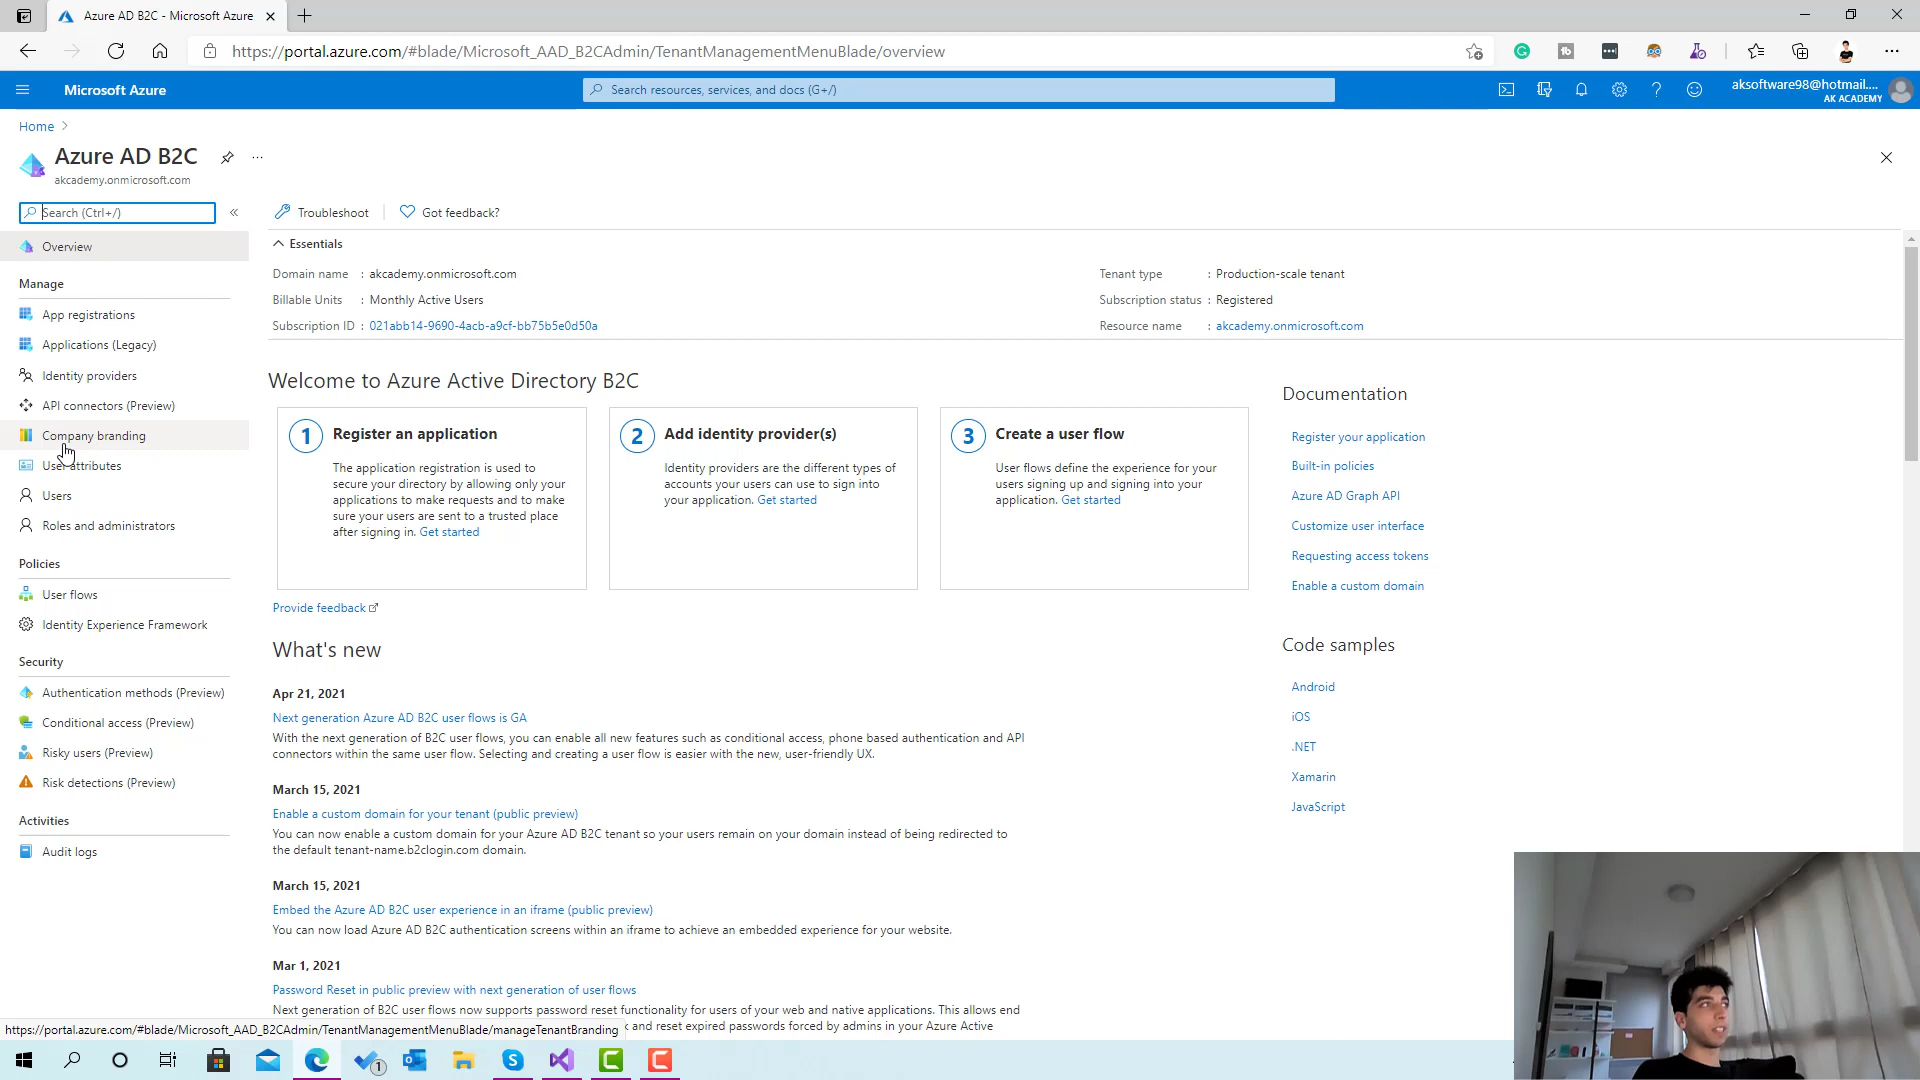 Azure AD B2C - Microsoft Azure
https://portal.azure.com/#blade/Microsoft_AAD_B2CAdmin/TenantManagementMenuBlade/overview
Microsoft Azure
Search resources, services, and docs (G+/)
aksoftware98@hotmail....
AK ACADEMY
Home
Azure AD B2C
akcademy.onmicrosoft.com
Search (Ctrl+/)
Overview
Manage
App registrations
Applications (Legacy)
Identity providers
API connectors (Preview)
Company branding
User attributes
Users
Roles and administrators
Policies
User flows
Identity Experience Framework
Security
Authentication methods (Preview)
Conditional access (Preview)
Risky users (Preview)
Risk detections (Preview)
Activities
Audit logs
Troubleshoot
Got feedback?
Essentials
Domain name : akcademy.onmicrosoft.com
Billable Units : Monthly Active Users
Subscription ID : 021abb14-9690-4acb-a9cf-bb75b5e0d50a
Tenant type : Production-scale tenant
Subscription status : Registered
Resource name : akcademy.onmicrosoft.com
Welcome to Azure Active Directory B2C
1 Register an application
The application registration is used to
secure your directory by allowing only your
applications to make requests and to make
sure your users are sent to a trusted place
after signing in. Get started
2 Add identity provider(s)
Identity providers are the different types of
accounts your users can use to sign into
your application. Get started
3 Create a user flow
User flows define the experience for your
users signing up and signing into your
application. Get started
Provide feedback
What's new
Apr 21, 2021
Next generation Azure AD B2C user flows is GA
With the next generation of B2C user flows, you can enable all new features such as conditional access, phone based authentication and API
connectors within the same user flow. Selecting and creating a user flow is easier with the new, user-friendly UX.
March 15, 2021
Enable a custom domain for your tenant (public preview)
You can now enable a custom domain for your Azure AD B2C tenant so your users remain on your domain instead of being redirected to
the default tenant-name.b2clogin.com domain.
March 15, 2021
Embed the Azure AD B2C user experience in an iframe (public preview)
You can now load Azure AD B2C authentication screens within an iframe to achieve an embedded experience for your website.
Mar 1, 2021
Password Reset in public preview with next generation of user flows
Next generation of B2C user flows now supports password reset functionality for users of your web and native applications. This allows end
k and reset expired passwords forced by admins in your Azure Active
Documentation
Register your application
Built-in policies
Azure AD Graph API
Customize user interface
Requesting access tokens
Enable a custom domain
Code samples
Android
iOS
.NET
Xamarin
JavaScript
https://portal.azure.com/#blade/Microsoft_AAD_B2CAdmin/TenantManagementMenuBlade/manageTenantBranding
1